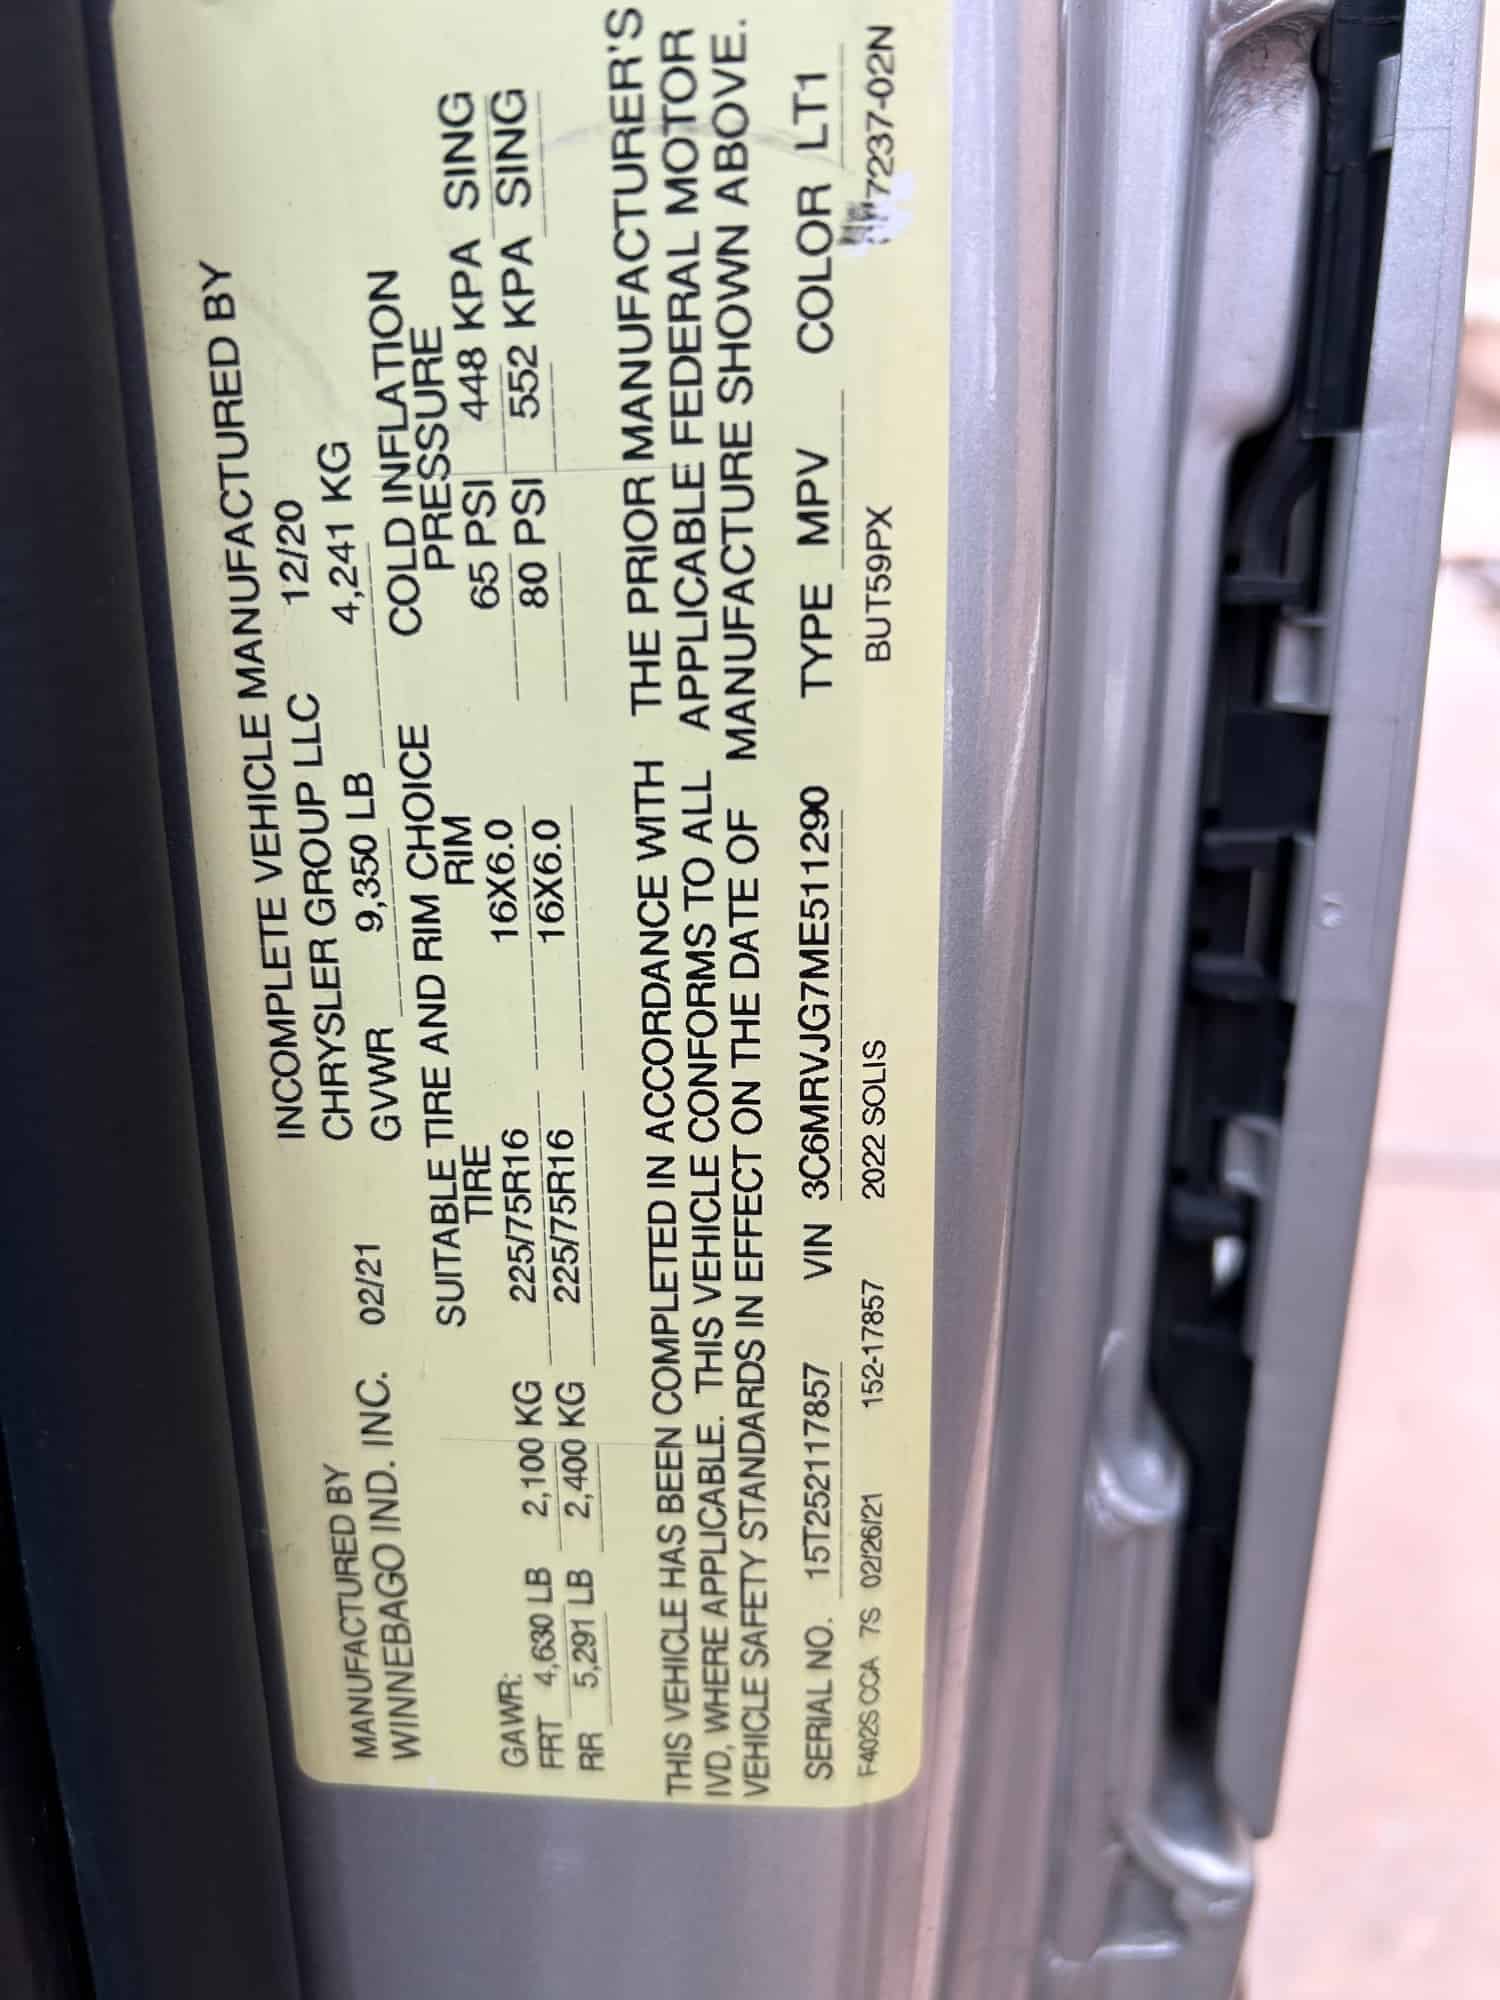 INCOMPLETE VEHICLE MANUFACTURED BY
MANUFACTURED BY CHRYSLER GROUP LLC 12/20
WINNEBAGO IND. INC. 02/21 GVWR 9,350 LB 4,241 KG
SUITABLE TIRE AND RIM CHOICE COLD INFLATION
GAWR: TIRE RIM PRESSURE
FRT 4,630 LB 2,100 KG 225/75R16 16X6.0 65 PSI 448 KPA SING
RR 5,291 LB 2,400 KG 225/75R16 16X6.0 80 PSI 552 KPA SING
THIS VEHICLE HAS BEEN COMPLETED IN ACCORDANCE WITH THE PRIOR MANUFACTURER'S
IVD, WHERE APPLICABLE. THIS VEHICLE CONFORMS TO ALL APPLICABLE FEDERAL MOTOR
VEHICLE SAFETY STANDARDS IN EFFECT ON THE DATE OF MANUFACTURE SHOWN ABOVE.
SERIAL NO. 15T252117857 VIN 3C6MRVJG7ME511290 TYPE MPV COLOR LT1
F402S CCA 7S 02/26/21 152-17857 2022 SOLIS BUT59PX